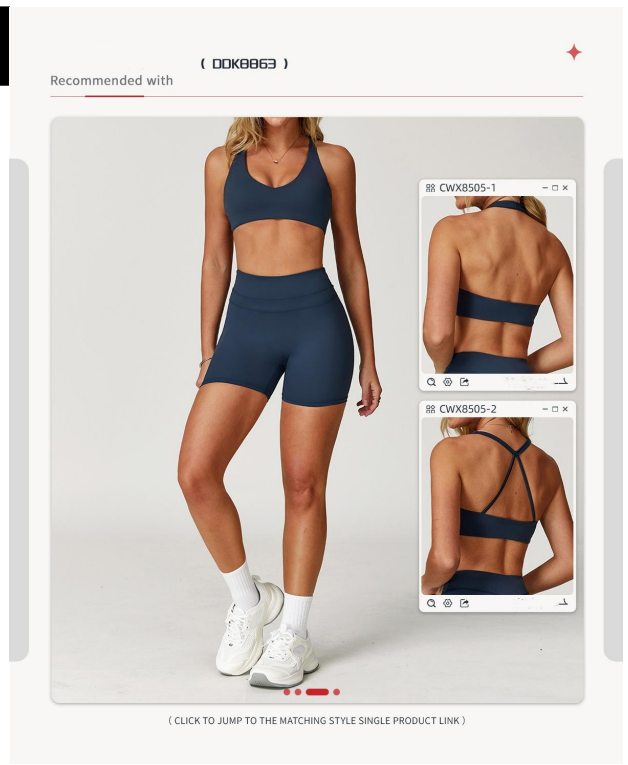 ( DDK8863 )
Recommended with
CWX8505-1
CWX8505-2
( CLICK TO JUMP TO THE MATCHING STYLE SINGLE PRODUCT LINK )